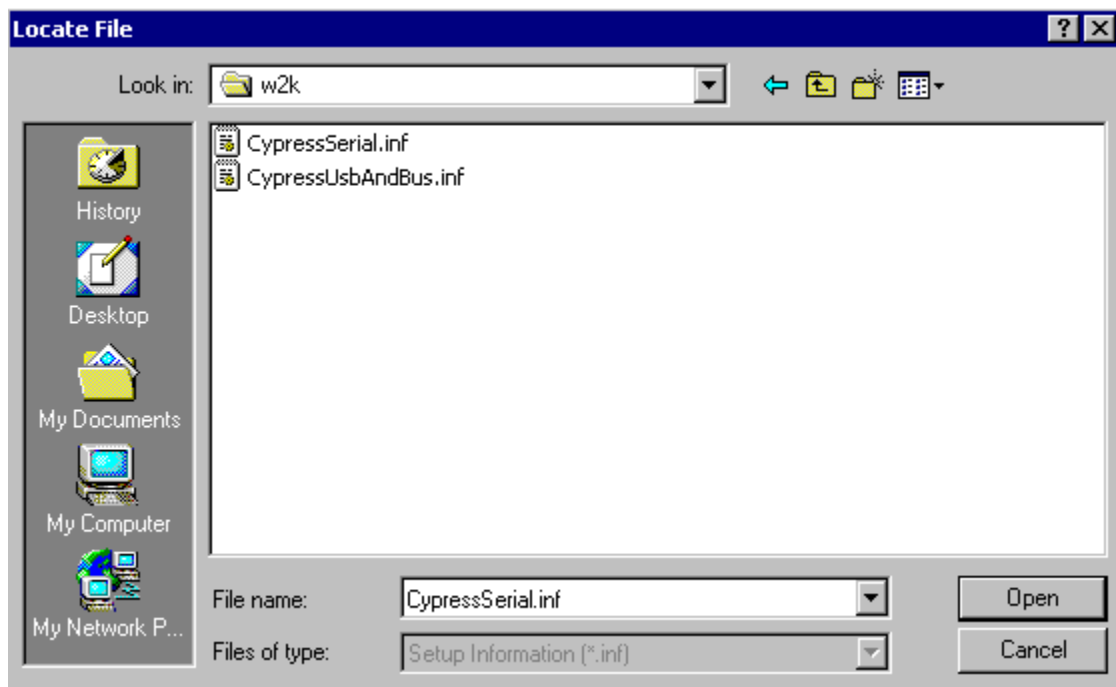 Locate File
Look in:
w2k
CypressSerial.inf
CypressUsbAndBus.inf
History
Desktop
My Documents
My Computer
My Network P...
File name:
CypressSerial.inf
Open
Files of type:
Setup Information (*.inf)
Cancel